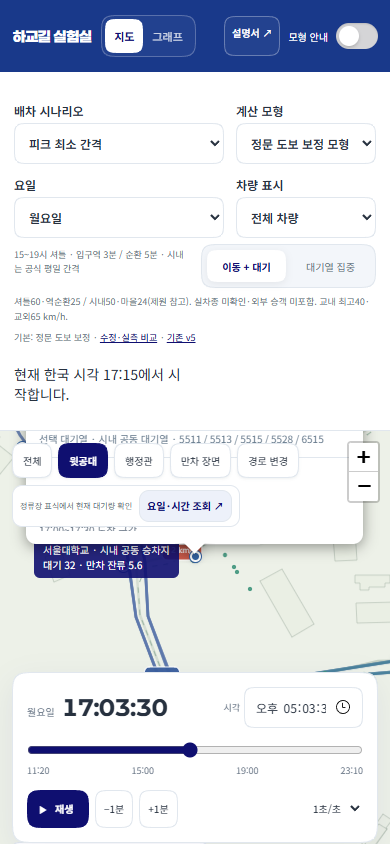 하교길 실험실
지도
그래프
설명서 ↗
모형 안내
배차 시나리오
계산 모형
피크 최소 간격
정문 도보 보정 모형
요일
차량 표시
월요일
전체 차량
15–19시 셔틀 · 입구역 3분 / 순환 5분 · 시내
는 공식 평일 간격
이동 + 대기
대기열 집중
셔틀60·역순환25 / 시내50·마을24(제원 참고). 실차종 미확인·외부 승객 미포함. 교내 최고40·
교외65 km/h.
기본: 정문 도보 보정 · 수정·실측 비교 · 기존 v5
현재 한국 시각 17:15에서 시
작합니다.
선택 대기열 · 시내 공동 대기열 · 5511 / 5513 / 5515 / 5528 / 6515
전체
윗공대
행정관
만차 장면
경로 변경
+
−
정류장 표식에서 현재 대기량 확인
요일·시간 조회 ↗
서울대학교 · 시내 공동 승차지
대기 32 · 만차 잔류 5.6
월요일
17:03:30
시각
오후 05:03:3
11:20
15:00
19:00
23:10
▶ 재생
−1분
+1분
1초/초